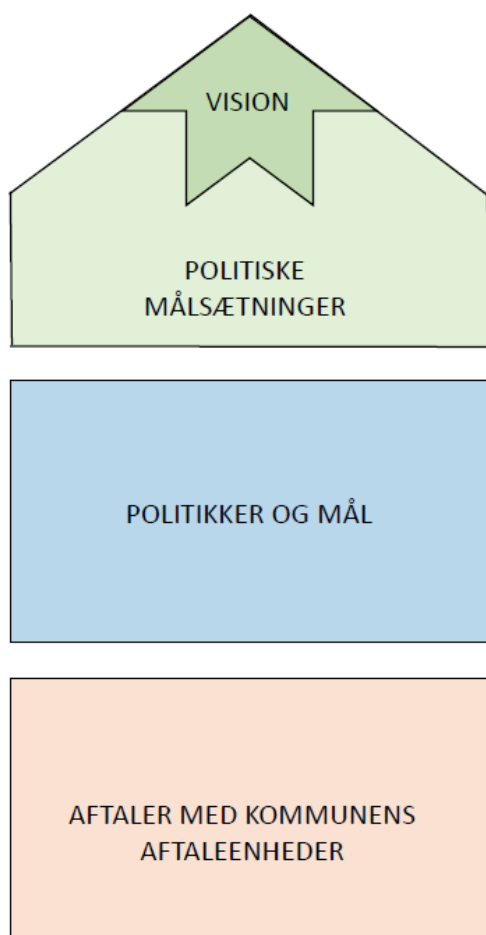 VISION
POLITISKE
MÅLSÆTNINGER
POLITIKKER OG MÅL
AFTALER MED KOMMUNENS
AFTALEENHEDER